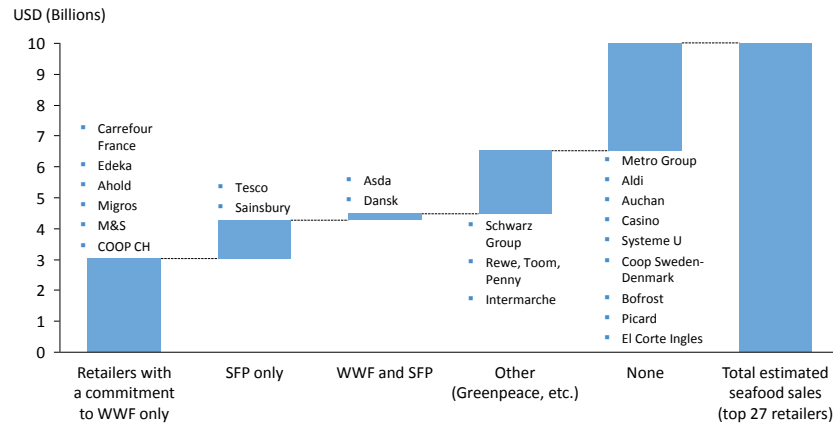 USD (Billions)
10
9
8
7
6
5
4
3
2
1
0
Carrefour
France
Edeka
Ahold
Migros
M&S
COOP CH
Tesco
Sainsbury
Asda
Dansk
Schwarz
Group
Rewe, Toom,
Penny
Intermarche
Metro Group
Aldi
Auchan
Casino
Systeme U
Coop Sweden-
Denmark
Bofrost
Picard
El Corte Ingles
Retailers with
a commitment
to WWF only
SFP only
WWF and SFP
Other
(Greenpeace, etc.)
None
Total estimated
seafood sales
(top 27 retailers)